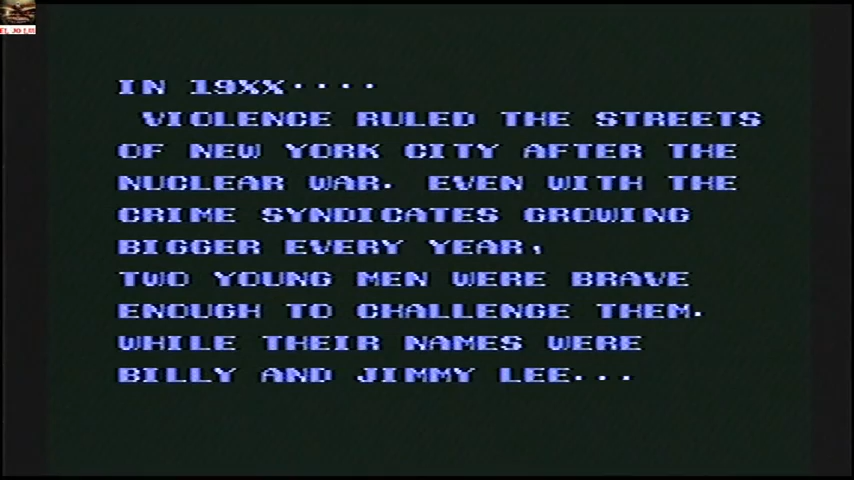 IN 19XX····
VIOLENCE RULED THE STREETS
OF NEW YORK CITY AFTER THE
NUCLEAR WAR. EVEN WITH THE
CRIME SYNDICATES GROWING
BIGGER EVERY YEAR,
TWO YOUNG MEN WERE BRAVE
ENOUGH TO CHALLENGE THEM.
WHILE THEIR NAMES WERE
BILLY AND JIMMY LEE...